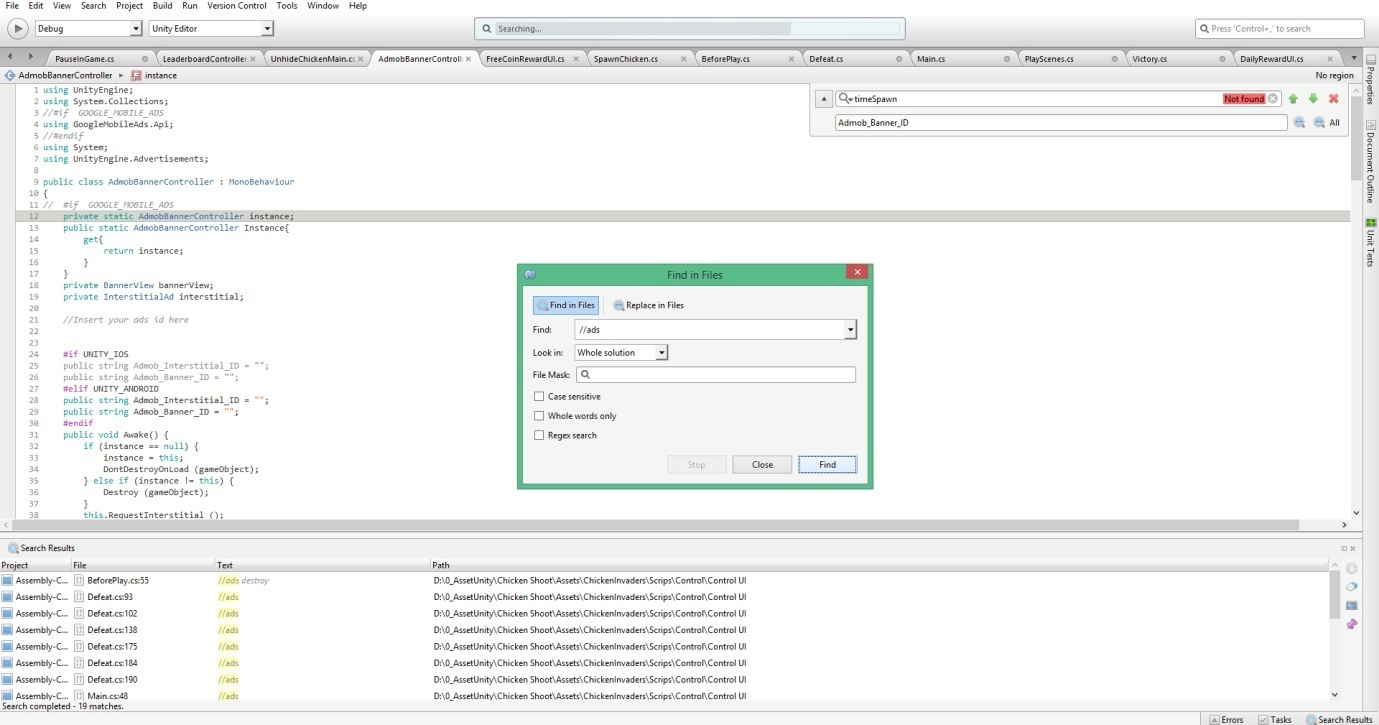 File Edit View Search Project Build Run Version Control Tools Window Help
Debug Unity Editor Searching... Press 'Control+,' to search
PauseInGame.cs LeaderboardController UnhideChickenMain.cs AdmobBannerControll FreeCoinRewardUI.cs SpawnChicken.cs BeforePlay.cs Defeat.cs Main.cs PlayScenes.cs Victory.cs DailyRewardUI.cs
AdmobBannerController instance No region
1 using UnityEngine;
2 using System.Collections;
3 //#if GOOGLE_MOBILE_ADS
4 using GoogleMobileAds.Api;
5 //#endif
6 using System;
7 using UnityEngine.Advertisements;
8
9 public class AdmobBannerController : MonoBehaviour
10 {
11 // #if GOOGLE_MOBILE_ADS
12 private static AdmobBannerController instance;
13 public static AdmobBannerController Instance{
14 get{
15 return instance;
16 }
17 }
18 private BannerView bannerView;
19 private InterstitialAd interstitial;
20
21 //Insert your ads id here
22
23
24 #if UNITY_IOS
25 public string Admob_Interstitial_ID = "";
26 public string Admob_Banner_ID = "";
27 #elif UNITY_ANDROID
28 public string Admob_Interstitial_ID = "";
29 public string Admob_Banner_ID = "";
30 #endif
31 public void Awake() {
32 if (instance == null) {
33 instance = this;
34 DontDestroyOnLoad (gameObject);
35 } else if (instance != this) {
36 Destroy (gameObject);
37 }
38 this.RequestInterstitial ();
timeSpawn Not found
Admob_Banner_ID All
Properties
Document Outline
Unit Tests
Find in Files
Find in Files Replace in Files
Find: //ads
Look in: Whole solution
File Mask:
Case sensitive
Whole words only
Regex search
Stop Close Find
Search Results
Project File Text Path
Assembly-C... BeforePlay.cs:55 //ads destroy D:\0_AssetUnity\Chicken Shoot\Assets\ChickenInvaders\Scrips\Control\Control UI
Assembly-C... Defeat.cs:93 //ads D:\0_AssetUnity\Chicken Shoot\Assets\ChickenInvaders\Scrips\Control\Control UI
Assembly-C... Defeat.cs:102 //ads D:\0_AssetUnity\Chicken Shoot\Assets\ChickenInvaders\Scrips\Control\Control UI
Assembly-C... Defeat.cs:138 //ads D:\0_AssetUnity\Chicken Shoot\Assets\ChickenInvaders\Scrips\Control\Control UI
Assembly-C... Defeat.cs:175 //ads D:\0_AssetUnity\Chicken Shoot\Assets\ChickenInvaders\Scrips\Control\Control UI
Assembly-C... Defeat.cs:184 //ads D:\0_AssetUnity\Chicken Shoot\Assets\ChickenInvaders\Scrips\Control\Control UI
Assembly-C... Defeat.cs:190 //ads D:\0_AssetUnity\Chicken Shoot\Assets\ChickenInvaders\Scrips\Control\Control UI
Assembly-C... Main.cs:48 //ads D:\0_AssetUnity\Chicken Shoot\Assets\ChickenInvaders\Scrips\Control\Control UI
Search completed - 19 matches.
Errors Tasks Search Results